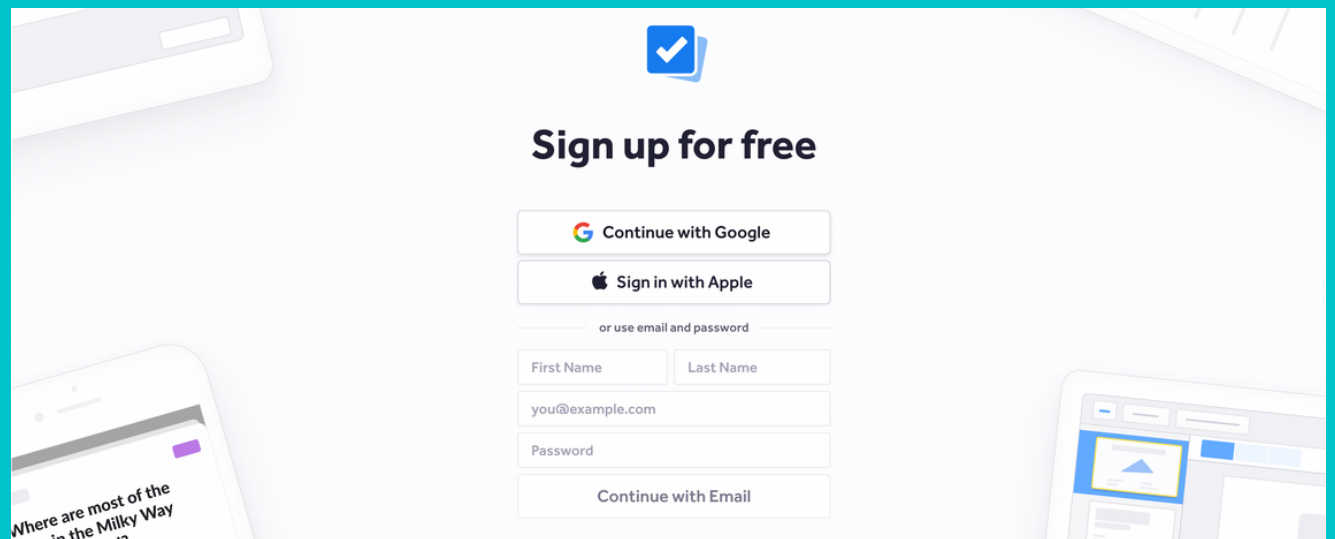 Sign up for free
Continue with Google
Sign in with Apple
or use email and password
First Name Last Name
you@example.com
Password
Continue with Email
Where are most of the
in the Milky Way